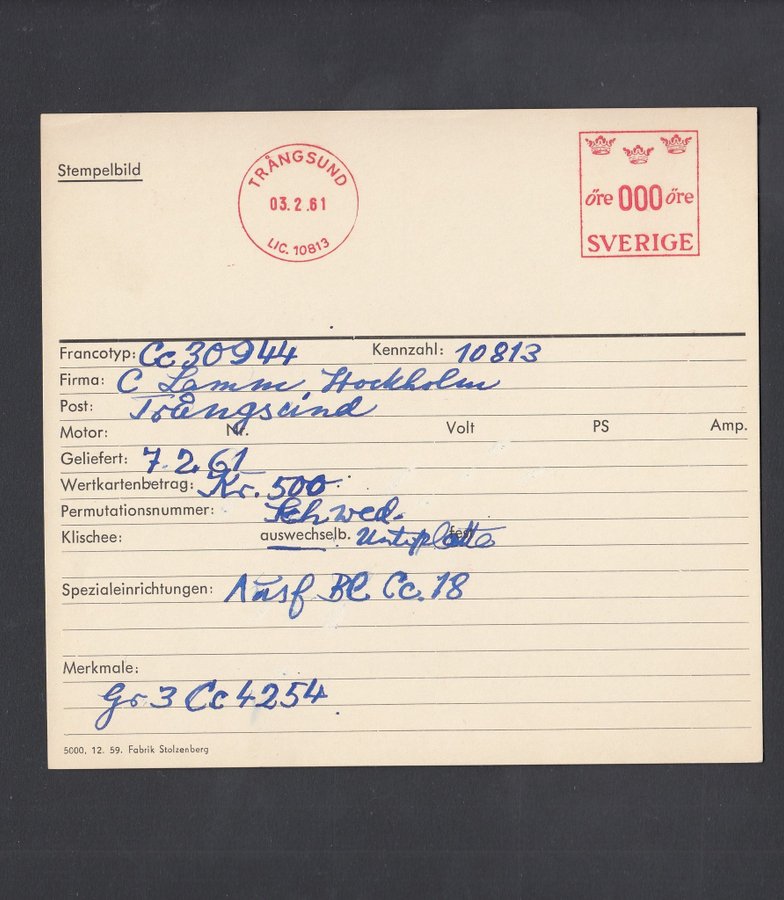 Stempelbild
TRÅNGSUND
03.2.61
LIC. 10813
öre 000 öre
SVERIGE
Francotyp: Cc 30944 Kennzahl: 10813
Firma: C Lamm Stockholm
Post: Trångsund
Motor: Nr. Volt PS Amp.
Geliefert: 7.2.61
Wertkartenbetrag: Kr. 500
Permutationsnummer: Schwed.
Klischee: auswechselb. fest
Spezialeinrichtungen: Ausf Bl Cc. 18
Merkmale:
Gr 3 Cc 4254
5000. 12. 59. Fabrik Stolzenberg